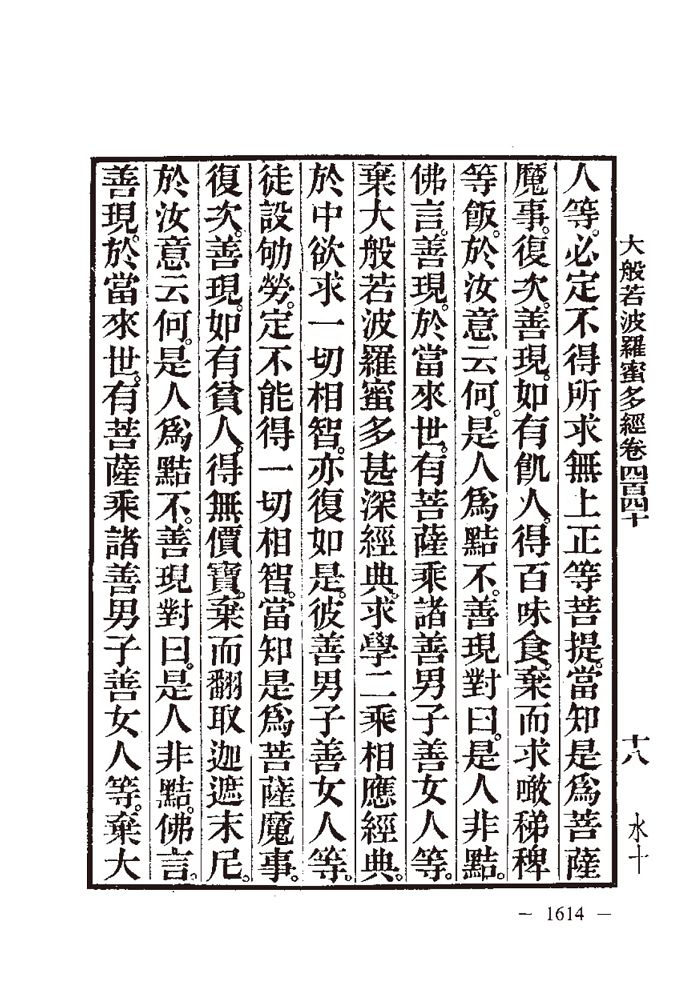 大般若波羅蜜多經卷四百四十
十八
水十
人等。必定不得所求無上正等菩提。當知是爲菩薩
魔事。復次。善現。如有飢人。得百味食。棄而求噉稊稗
等飯。於汝意云何。是人爲黠不。善現對曰。是人非黠。
佛言。善現。於當來世。有菩薩乘諸善男子善女人等。
棄大般若波羅蜜多甚深經典。求學二乘相應經典。
於中欲求一切相智。亦復如是。彼善男子善女人等。
徒設劬勞。定不能得一切相智。當知是爲菩薩魔事。
復次。善現。如有貧人。得無價寶。棄而翻取迦遮末尼。
於汝意云何。是人爲黠不。善現對曰。是人非黠。佛言。
善現。於當來世。有菩薩乘諸善男子善女人等。棄大
— 1614 —